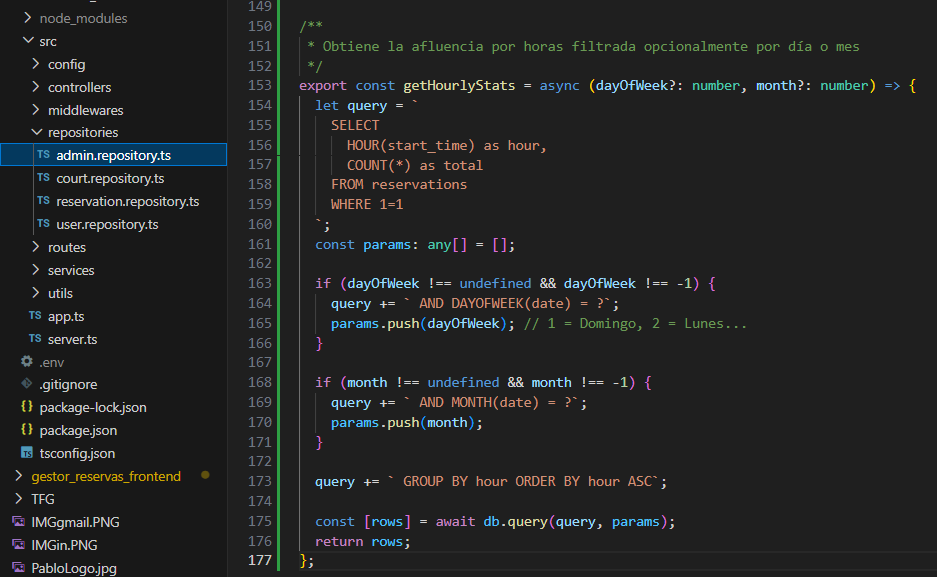 node_modules
src
config
controllers
middlewares
repositories
TS admin.repository.ts
TS court.repository.ts
TS reservation.repository.ts
TS user.repository.ts
routes
services
utils
TS app.ts
TS server.ts
.env
.gitignore
{} package-lock.json
{} package.json
TS tsconfig.json
gestor_reservas_frontend
TFG
IMGgmail.PNG
IMGin.PNG
PabloLogo.jpg
149
150 /**
151  * Obtiene la afluencia por horas filtrada opcionalmente por día o mes
152  */
153 export const getHourlyStats = async (dayOfWeek?: number, month?: number) => {
154   let query = `
155     SELECT
156       HOUR(start_time) as hour,
157       COUNT(*) as total
158     FROM reservations
159     WHERE 1=1
160   `;
161   const params: any[] = [];
162
163   if (dayOfWeek !== undefined && dayOfWeek !== -1) {
164     query += ` AND DAYOFWEEK(date) = ?`;
165     params.push(dayOfWeek); // 1 = Domingo, 2 = Lunes...
166   }
167
168   if (month !== undefined && month !== -1) {
169     query += ` AND MONTH(date) = ?`;
170     params.push(month);
171   }
172
173   query += ` GROUP BY hour ORDER BY hour ASC`;
174
175   const [rows] = await db.query(query, params);
176   return rows;
177 };